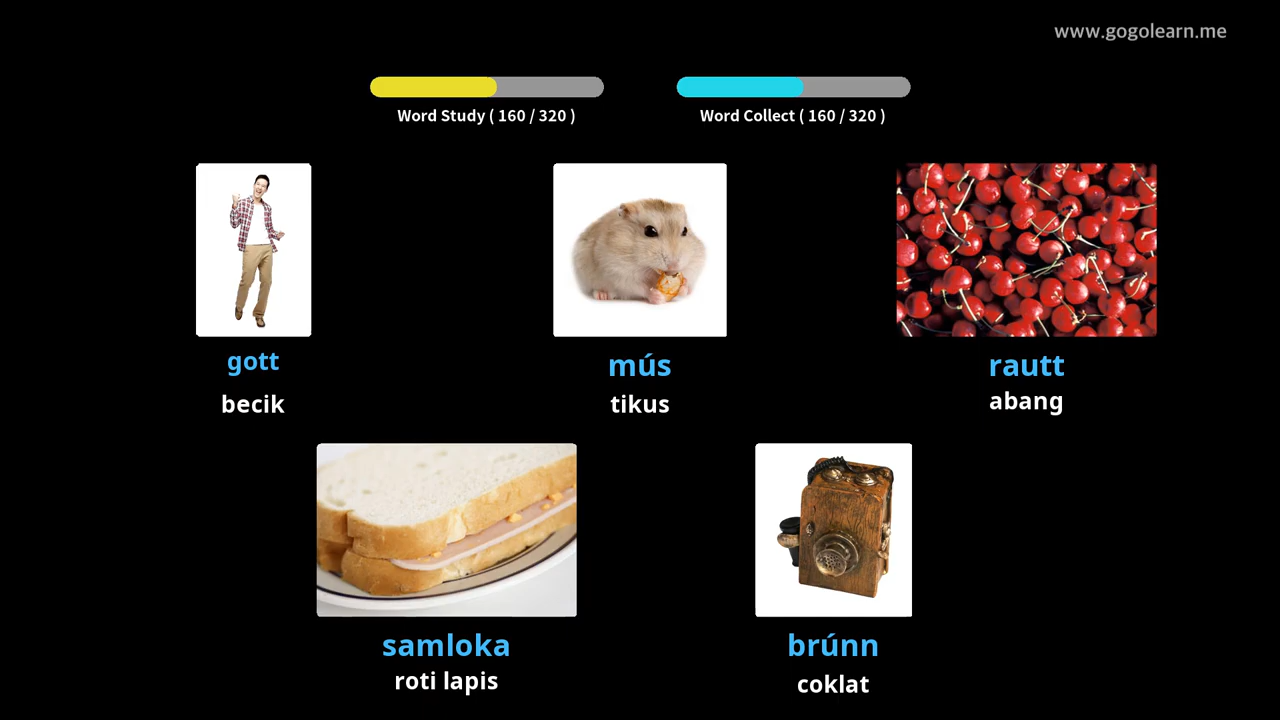 www.gogolearn.me
Word Study ( 160 / 320 )
Word Collect ( 160 / 320 )
gott
becik
mús
tikus
rautt
abang
samloka
roti lapis
brúnn
coklat